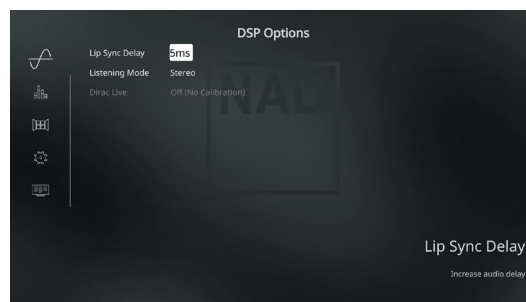 DSP Options
Lip Sync Delay 5ms
Listening Mode Stereo
Dirac Live Off (No Calibration)
NAD
Lip Sync Delay
Increase audio delay